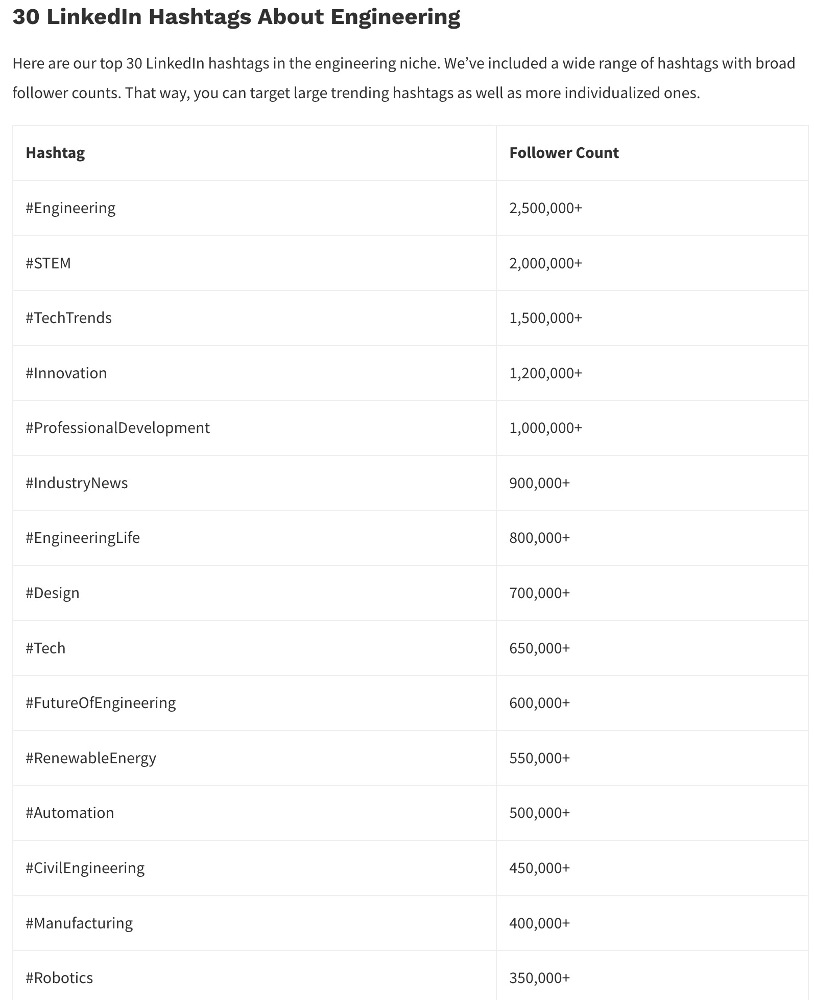 30 LinkedIn Hashtags About Engineering
Here are our top 30 LinkedIn hashtags in the engineering niche. We’ve included a wide range of hashtags with broad
follower counts. That way, you can target large trending hashtags as well as more individualized ones.
Hashtag Follower Count
#Engineering 2,500,000+
#STEM 2,000,000+
#TechTrends 1,500,000+
#Innovation 1,200,000+
#ProfessionalDevelopment 1,000,000+
#IndustryNews 900,000+
#EngineeringLife 800,000+
#Design 700,000+
#Tech 650,000+
#FutureOfEngineering 600,000+
#RenewableEnergy 550,000+
#Automation 500,000+
#CivilEngineering 450,000+
#Manufacturing 400,000+
#Robotics 350,000+